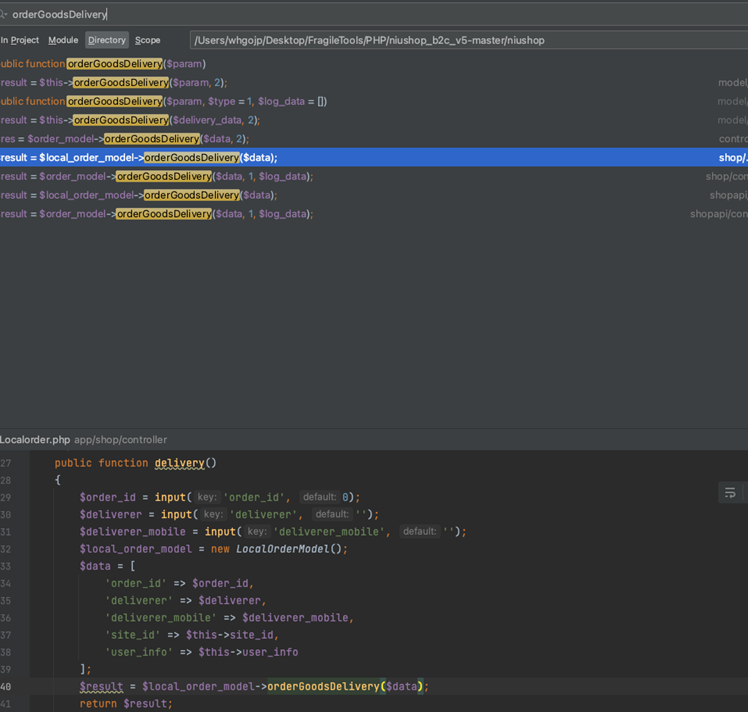 orderGoodsDelivery
In Project Module Directory Scope /Users/whgojp/Desktop/FragileTools/PHP/niushop_b2c_v5-master/niushop
ublic function orderGoodsDelivery($param)
result = $this->orderGoodsDelivery($param, 2); model
ublic function orderGoodsDelivery($param, $type = 1, $log_data = []) model/
result = $this->orderGoodsDelivery($delivery_data, 2); model/
res = $order_model->orderGoodsDelivery($data, 2); contro
result = $local_order_model->orderGoodsDelivery($data); shop/
result = $order_model->orderGoodsDelivery($data, 1, $log_data); shop/con
result = $local_order_model->orderGoodsDelivery($data); shopapi
result = $order_model->orderGoodsDelivery($data, 1, $log_data); shopapi/con
Localorder.php app/shop/controller
27 public function delivery()
28 {
29 $order_id = input( key: 'order_id', default: 0);
30 $deliverer = input( key: 'deliverer', default: '');
31 $deliverer_mobile = input( key: 'deliverer_mobile', default: '');
32 $local_order_model = new LocalOrderModel();
33 $data = [
34 'order_id' => $order_id,
35 'deliverer' => $deliverer,
36 'deliverer_mobile' => $deliverer_mobile,
37 'site_id' => $this->site_id,
38 'user_info' => $this->user_info
39 ];
40 $result = $local_order_model->orderGoodsDelivery($data);
41 return $result;